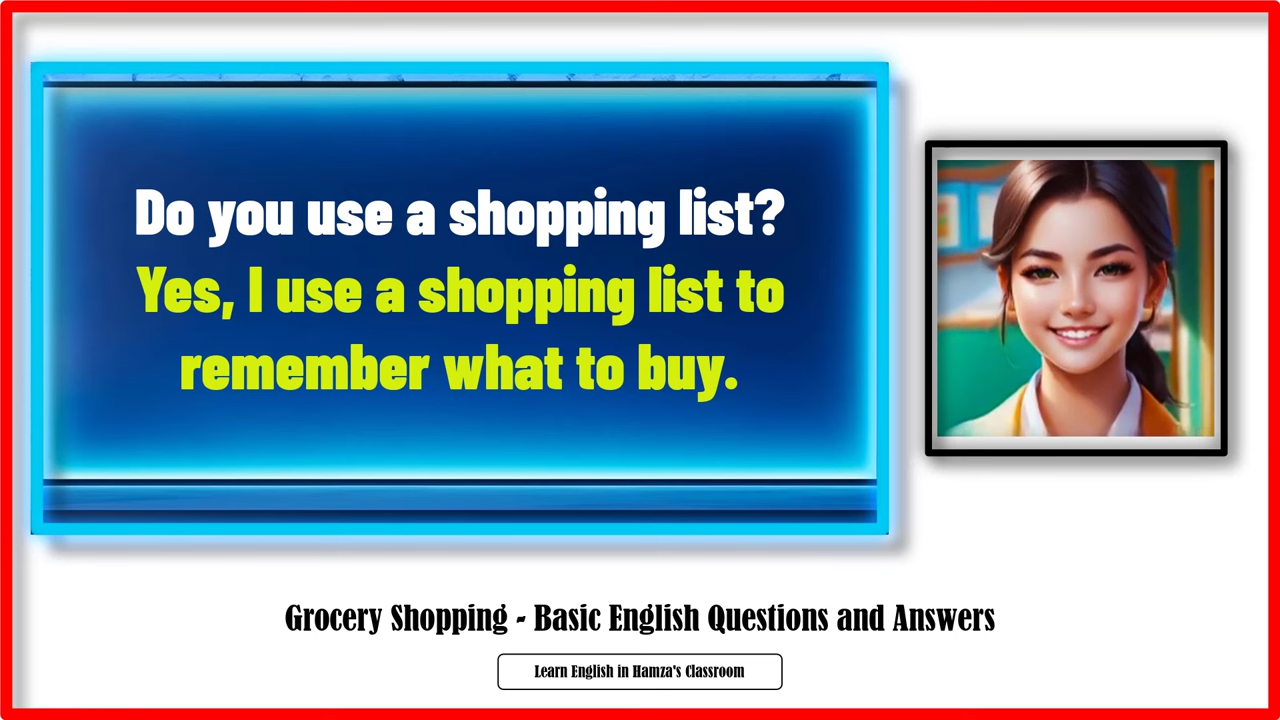 Do you use a shopping list?
Yes, I use a shopping list to
remember what to buy.
Grocery Shopping - Basic English Questions and Answers
Learn English in Hamza's Classroom